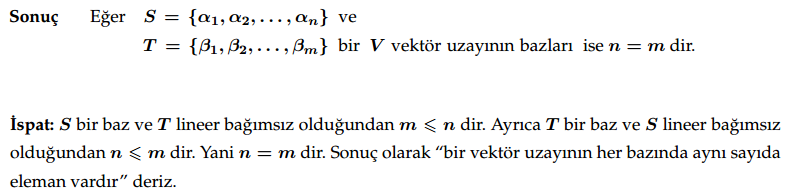 Sonuç Eğer S = {α₁, α₂, . . . , αₙ} ve
T = {β₁, β₂, . . . , βₘ} bir V vektör uzayının bazları ise n = m dir.
İspat: S bir baz ve T lineer bağımsız olduğundan m ⩽ n dir. Ayrıca T bir baz ve S lineer bağımsız
olduğundan n ⩽ m dir. Yani n = m dir. Sonuç olarak “bir vektör uzayının her bazında aynı sayıda
eleman vardır” deriz.